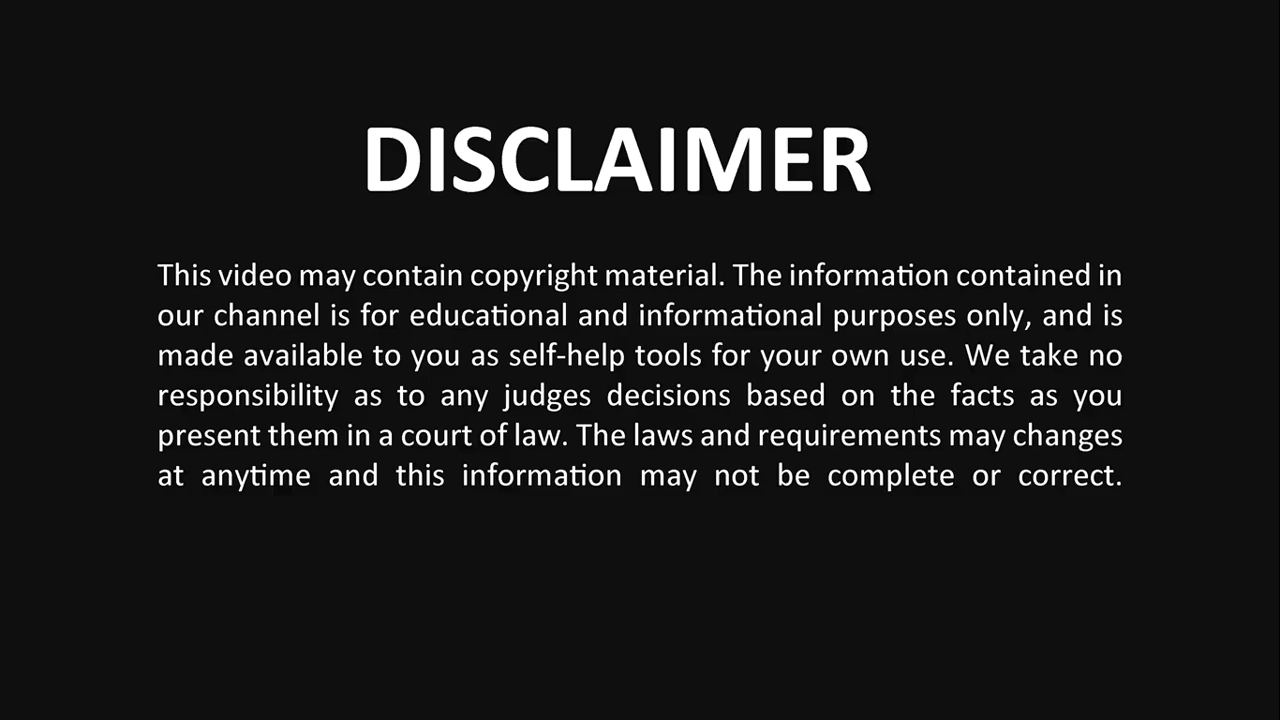 DISCLAIMER
This video may contain copyright material. The information contained in
our channel is for educational and informational purposes only, and is
made available to you as self-help tools for your own use. We take no
responsibility as to any judges decisions based on the facts as you
present them in a court of law. The laws and requirements may changes
at anytime and this information may not be complete or correct.